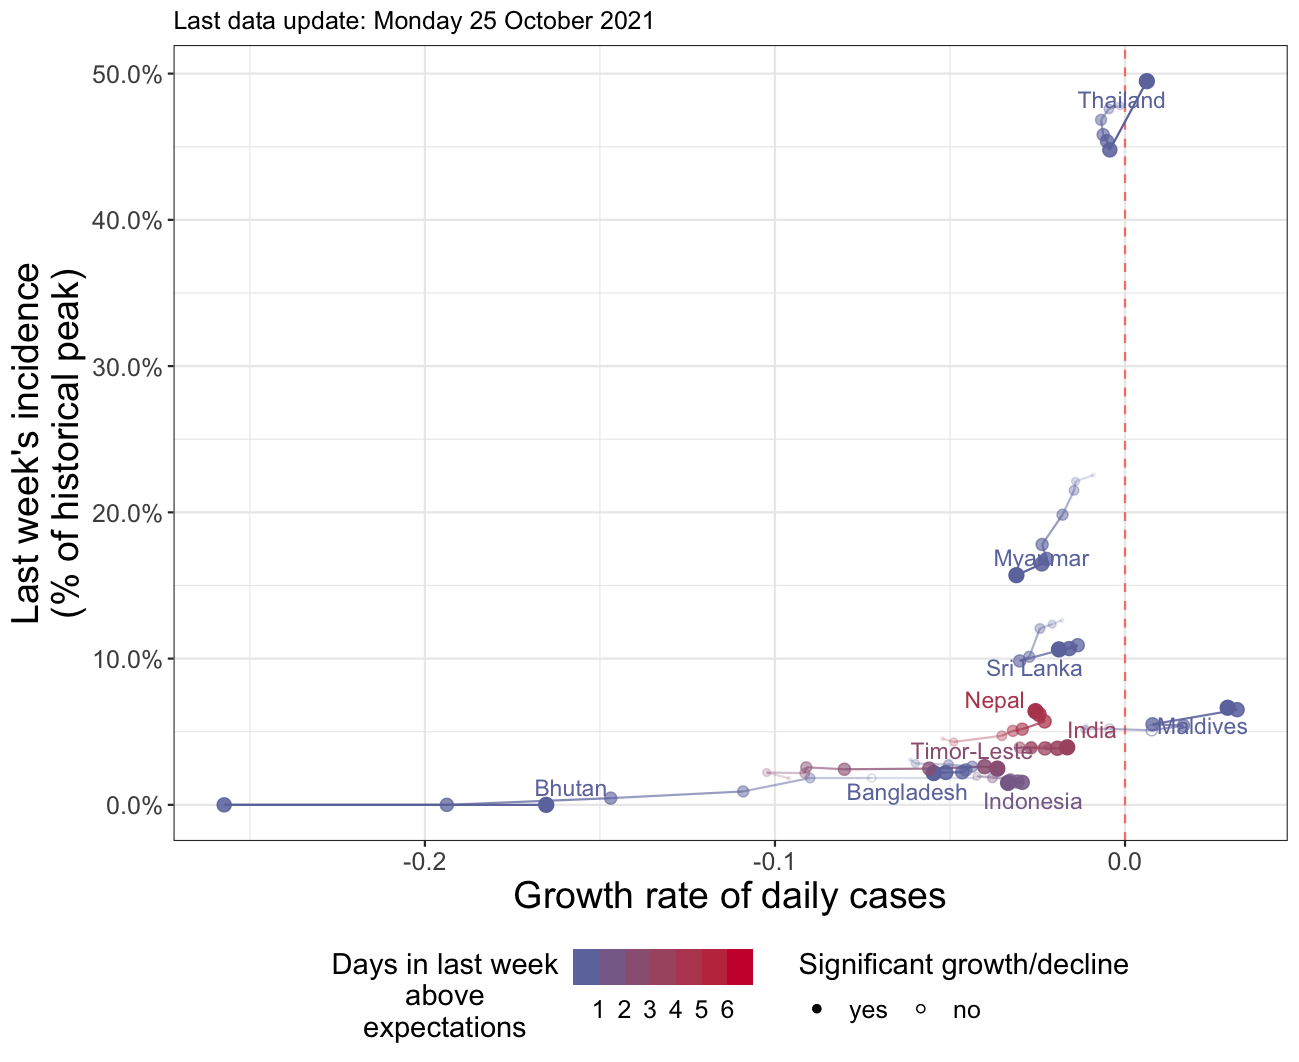 Last data update: Monday 25 October 2021
Last week's incidence
(% of historical peak)
50.0%
40.0%
30.0%
20.0%
10.0%
0.0%
Thailand
Myanmar
Sri Lanka
Nepal
India
Maldives
Timor-Leste
Bhutan
Bangladesh
Indonesia
-0.2
-0.1
0.0
Growth rate of daily cases
Days in last week
above
expectations
1 2 3 4 5 6
Significant growth/decline
yes no